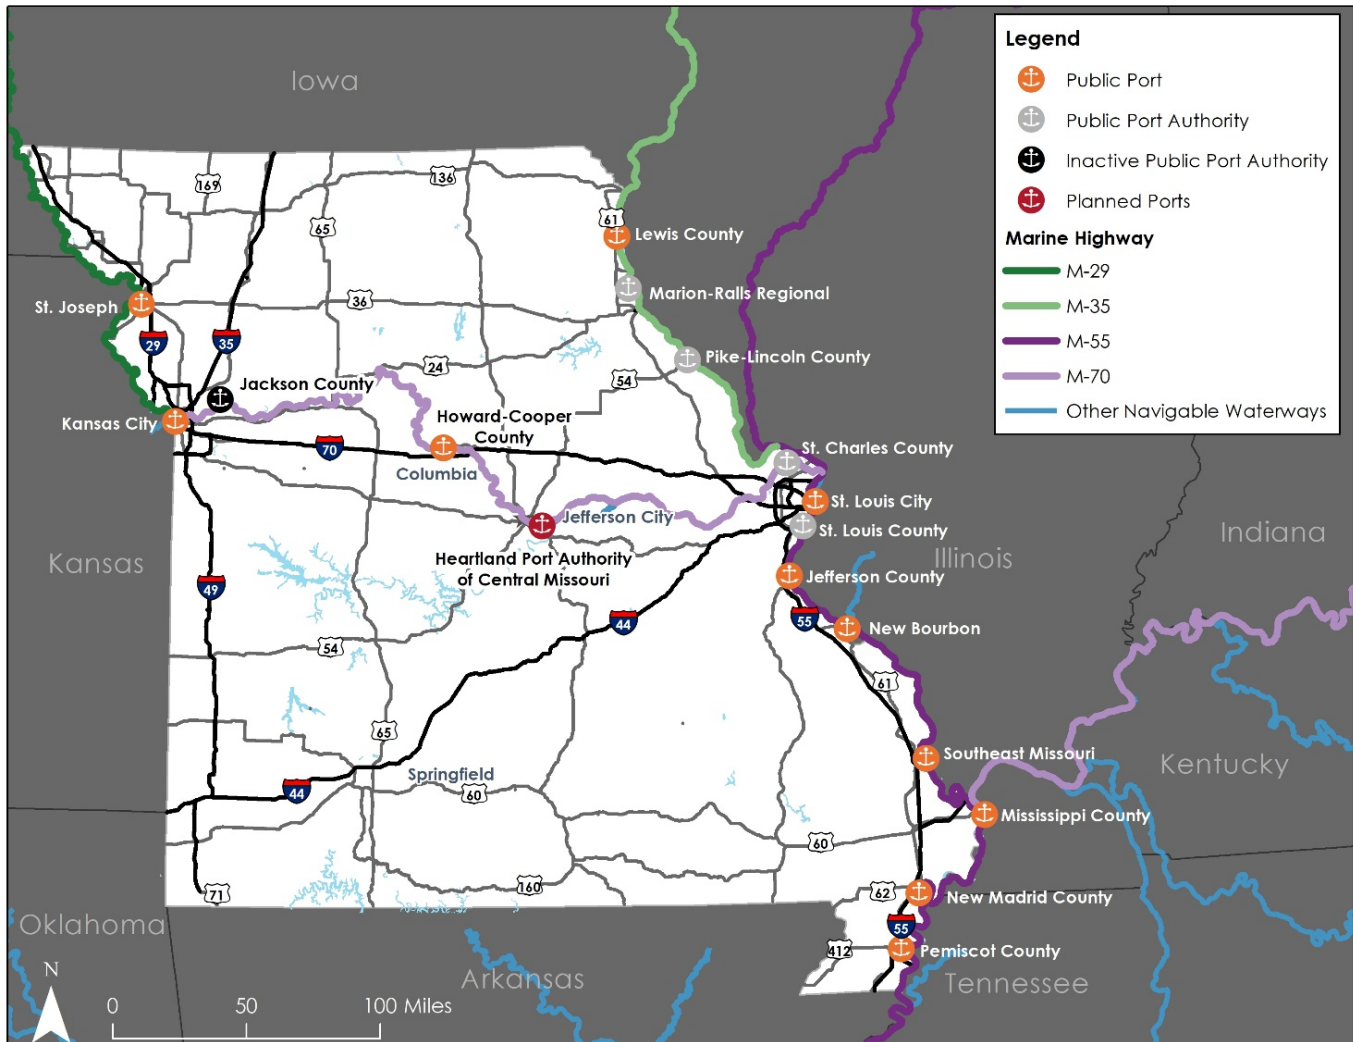 Iowa
Legend
Public Port
Public Port Authority
Inactive Public Port Authority
Planned Ports
Marine Highway
M-29
M-35
M-55
M-70
Other Navigable Waterways
169
136
65
61
Lewis County
Marion-Ralls Regional
St. Joseph
36
29
35
Pike-Lincoln County
24
54
Jackson County
Kansas City
Howard-Cooper
County
70
Columbia
St. Charles County
St. Louis City
Jefferson City
St. Louis County
Indiana
Illinois
Kansas
Heartland Port Authority
of Central Missouri
Jefferson County
49
44
55
New Bourbon
54
61
65
Southeast Missouri
Kentucky
Springfield
44
60
Mississippi County
60
71
160
62
New Madrid County
Oklahoma
55
412
Pemiscot County
Arkansas
Tennessee
N
0
50
100 Miles